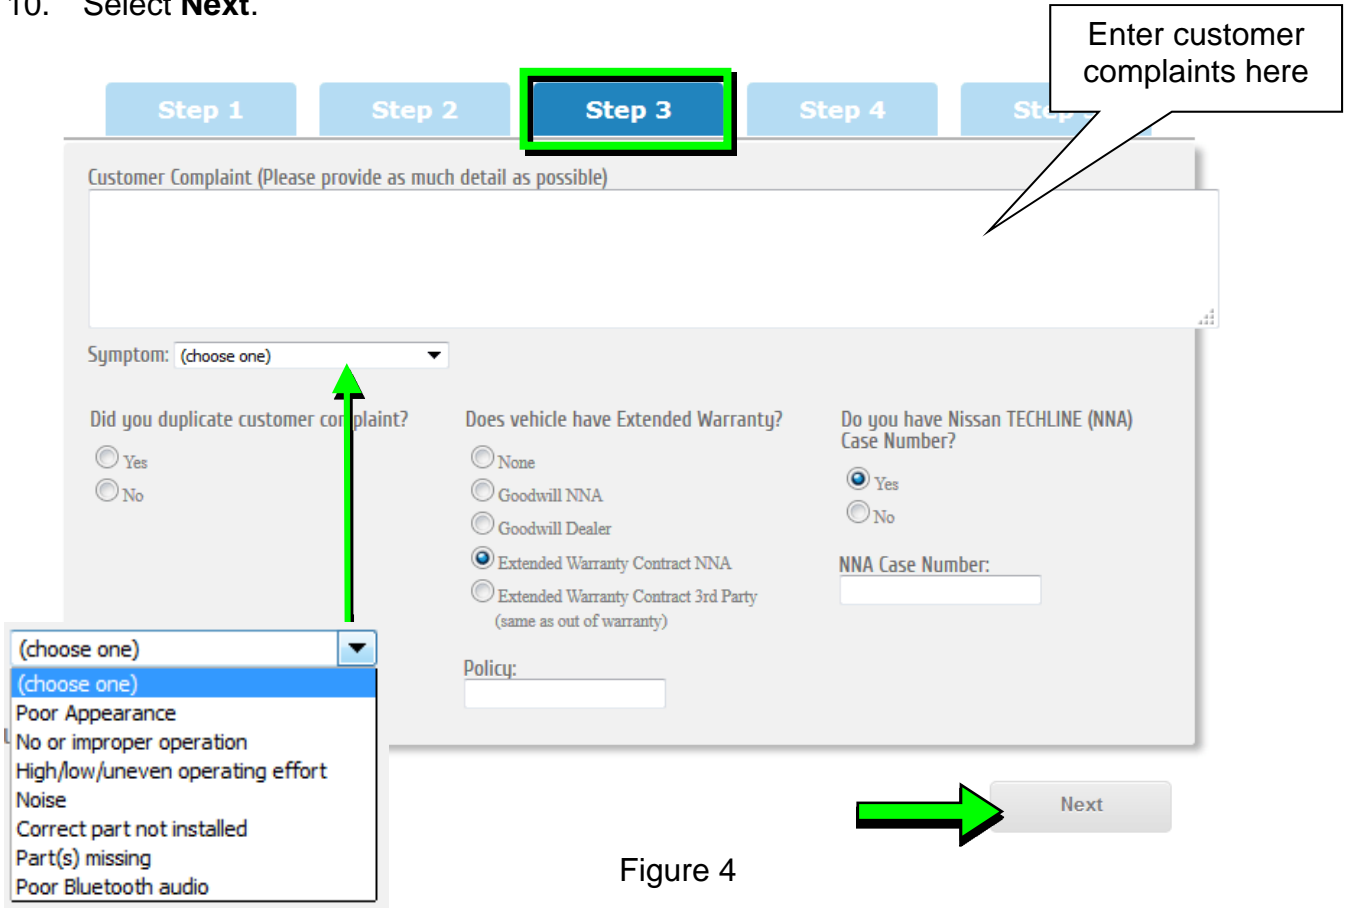 10. Select Next.
Enter customer
complaints here
Step 1
Step 2
Step 3
Step 4
Customer Complaint (Please provide as much detail as possible)
Symptom: (choose one)
Did you duplicate customer complaint?
Yes
No
Does vehicle have Extended Warranty?
None
Goodwill NNA
Goodwill Dealer
Extended Warranty Contract NNA
Extended Warranty Contract 3rd Party
(same as out of warranty)
Policy:
Do you have Nissan TECHLINE (NNA)
Case Number?
Yes
No
NNA Case Number:
(choose one)
(choose one)
Poor Appearance
No or improper operation
High/low/uneven operating effort
Noise
Correct part not installed
Part(s) missing
Poor Bluetooth audio
Next
Figure 4